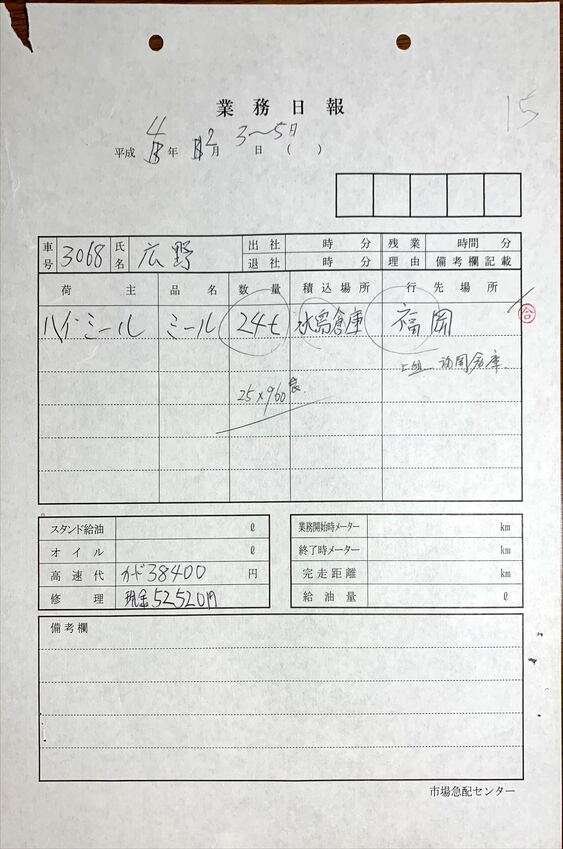 15
業務日報
平成 4年 12月 3〜5日 ( )
車号 3068 氏名 広野 出社 時 分 残業 時間 分
退社 時 分 理由 備考欄記載
荷主 品名 数量 積込場所 行先場所
ハイミール ミール 24t 水島倉庫 福岡
合
上組 倉庫
25×960袋
スタンド給油 ℓ 業務開始時メーター km
オイル ℓ 終了時メーター km
高速代 カード38400 円 完走距離 km
修理 現金52520円 給油量 ℓ
備考欄
市場急配センター